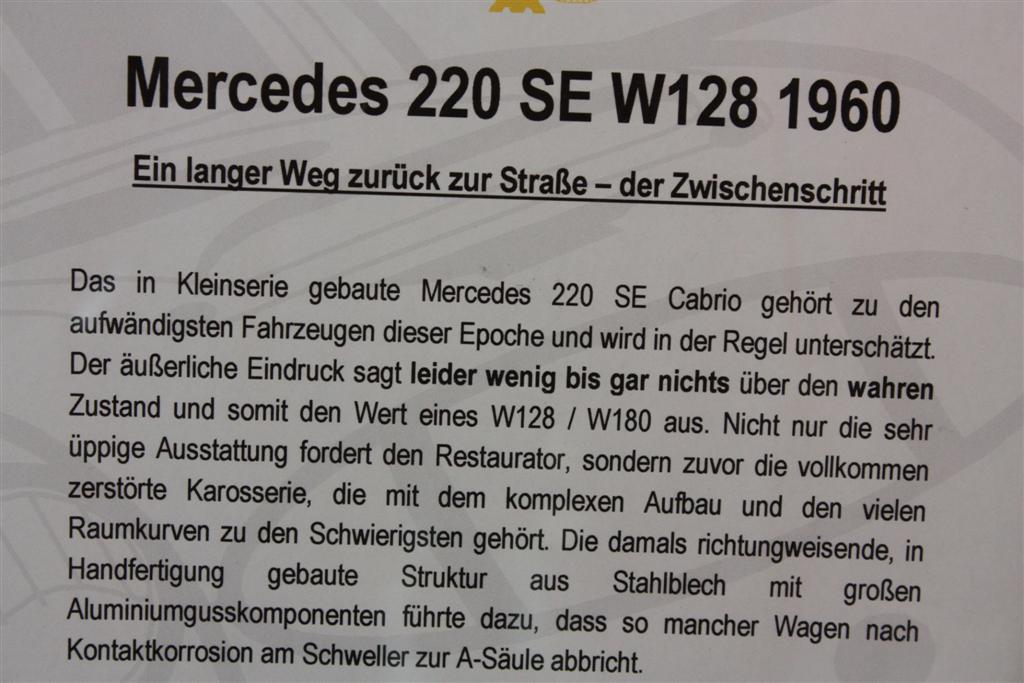 Mercedes 220 SE W128 1960
Ein langer Weg zurück zur Straße – der Zwischenschritt
Das in Kleinserie gebaute Mercedes 220 SE Cabrio gehört zu den
aufwändigsten Fahrzeugen dieser Epoche und wird in der Regel unterschätzt.
Der äußerliche Eindruck sagt leider wenig bis gar nichts über den wahren
Zustand und somit den Wert eines W128 / W180 aus. Nicht nur die sehr
üppige Ausstattung fordert den Restaurator, sondern zuvor die vollkommen
zerstörte Karosserie, die mit dem komplexen Aufbau und den vielen
Raumkurven zu den Schwierigsten gehört. Die damals richtungweisende, in
Handfertigung gebaute Struktur aus Stahlblech mit großen
Aluminiumgusskomponenten führte dazu, dass so mancher Wagen nach
Kontaktkorrosion am Schweller zur A-Säule abbricht.